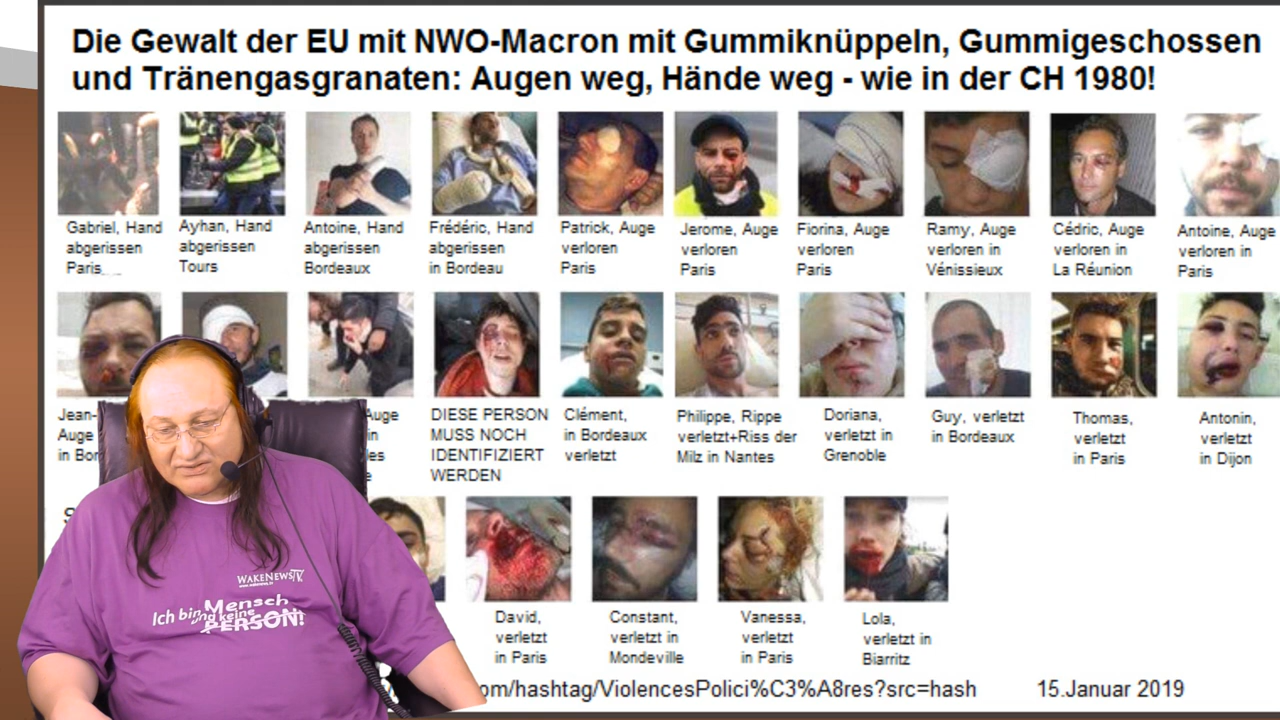 Die Gewalt der EU mit NWO-Macron mit Gummiknüppeln, Gummigeschossen
und Tränengasgranaten: Augen weg, Hände weg - wie in der CH 1980!
Gabriel, Hand
abgerissen
Paris
Ayhan, Hand
abgerissen
Tours
Antoine, Hand
abgerissen
Bordeaux
Frédéric, Hand
abgerissen
in Bordeau
Patrick, Auge
verloren
Paris
Jerome, Auge
verloren
Paris
Fiorina, Auge
verloren
Paris
Ramy, Auge
verloren in
Vénissieux
Cédric, Auge
verloren in
La Réunion
Antoine, Auge
verloren in
Paris
Jean-
Auge
in Bor
Auge
in
DIESE PERSON
MUSS NOCH
IDENTIFIZIERT
WERDEN
Clément,
in Bordeaux
verletzt
Philippe, Rippe
verletzt+Riss der
Milz in Nantes
Doriana,
verletzt in
Grenoble
Guy, verletzt
in Bordeaux
Thomas,
verletzt
in Paris
Antonin,
verletzt
in Dijon
David,
verletzt
in Paris
Constant,
verletzt in
Mondeville
Vanessa,
verletzt
in Paris
Lola,
verletzt in
Biarritz
om/hashtag/ViolencesPolici%C3%A8res?src=hash
15.Januar 2019
WAKENEWS TV
Ich bin Mensch
und keine
PERSON!